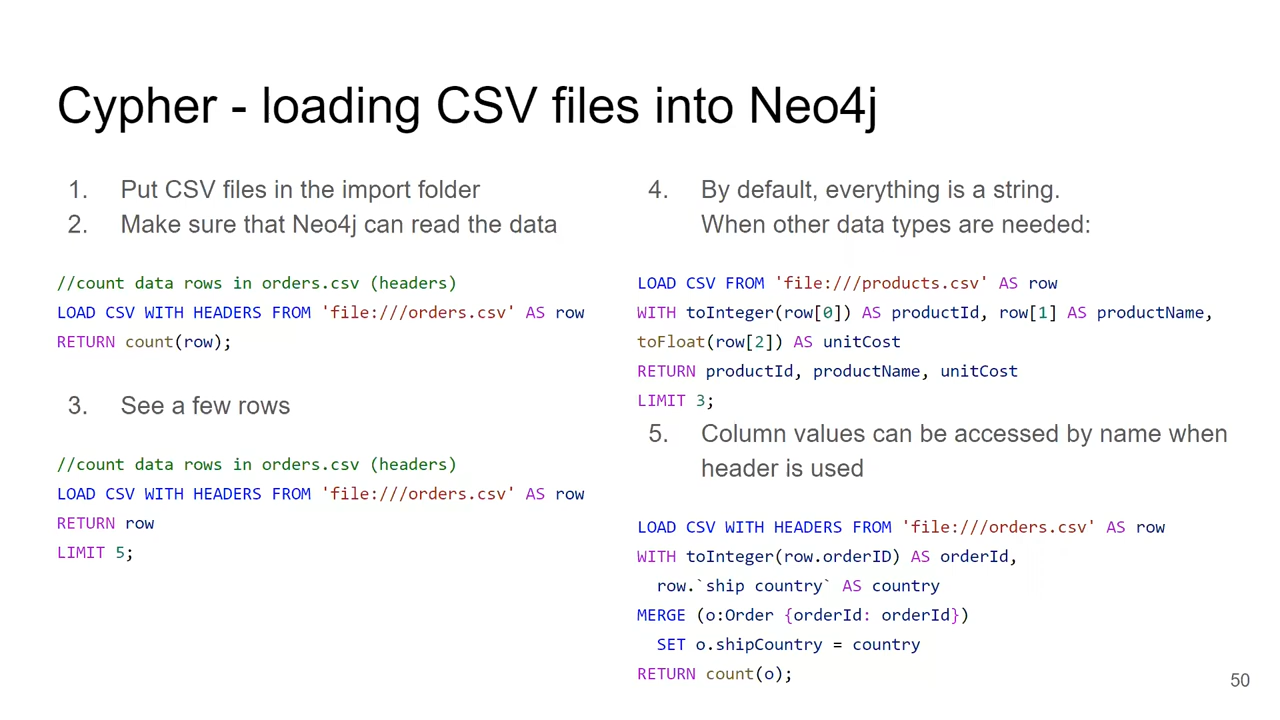 Cypher - loading CSV files into Neo4j
1. Put CSV files in the import folder
2. Make sure that Neo4j can read the data
//count data rows in orders.csv (headers)
LOAD CSV WITH HEADERS FROM 'file:///orders.csv' AS row
RETURN count(row);
3. See a few rows
//count data rows in orders.csv (headers)
LOAD CSV WITH HEADERS FROM 'file:///orders.csv' AS row
RETURN row
LIMIT 5;
4. By default, everything is a string.
When other data types are needed:
LOAD CSV FROM 'file:///products.csv' AS row
WITH toInteger(row[0]) AS productId, row[1] AS productName,
toFloat(row[2]) AS unitCost
RETURN productId, productName, unitCost
LIMIT 3;
5. Column values can be accessed by name when
header is used
LOAD CSV WITH HEADERS FROM 'file:///orders.csv' AS row
WITH toInteger(row.orderID) AS orderId,
  row.`ship country` AS country
MERGE (o:Order {orderId: orderId})
  SET o.shipCountry = country
RETURN count(o);
50